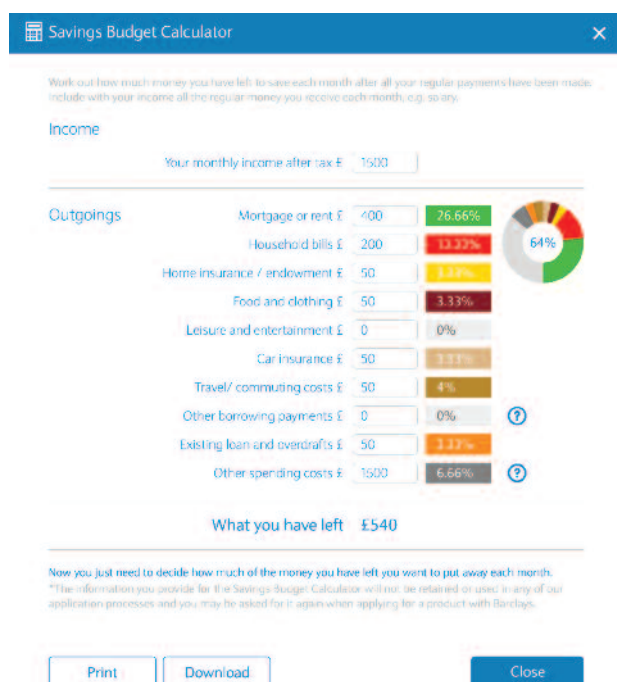 Savings Budget Calculator
Work out how much money you have left to save each month after all your regular payments have been made.
Include with your income all the regular money you receive each month, e.g. salary.
Income
Your monthly income after tax £ 1500
Outgoings Mortgage or rent £ 400 26.66% 64%
Household bills £ 200 13.33%
Home insurance / endowment £ 50 3.33%
Food and clothing £ 50 3.33%
Leisure and entertainment £ 0 0%
Car insurance £ 50 3.33%
Travel/ commuting costs £ 50 4%
Other borrowing payments £ 0 0% ?
Existing loan and overdrafts £ 50 3.33%
Other spending costs £ 1500 6.66% ?
What you have left £540
Now you just need to decide how much of the money you have left you want to put away each month.
*The information you provide for the Savings Budget Calculator will not be retained or used in any of our
application processes and you may be asked for it again when applying for a product with Barclays.
Print Download Close